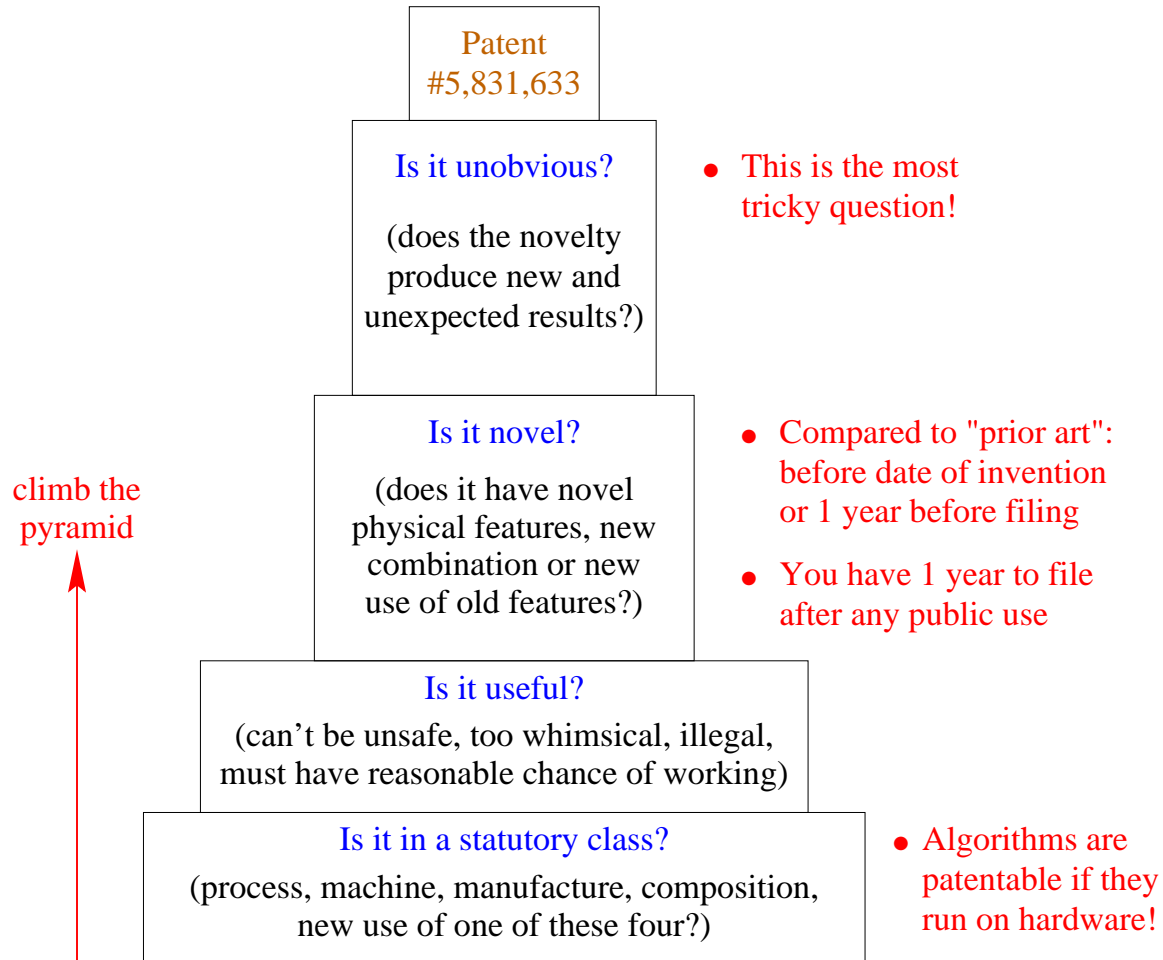 Patent
#5,831,633
Is it unobvious?
(does the novelty
produce new and
unexpected results?)
• This is the most
tricky question!
Is it novel?
(does it have novel
physical features, new
combination or new
use of old features?)
• Compared to "prior art":
before date of invention
or 1 year before filing
• You have 1 year to file
after any public use
climb the
pyramid
Is it useful?
(can't be unsafe, too whimsical, illegal,
must have reasonable chance of working)
Is it in a statutory class?
(process, machine, manufacture, composition,
new use of one of these four?)
• Algorithms are
patentable if they
run on hardware!